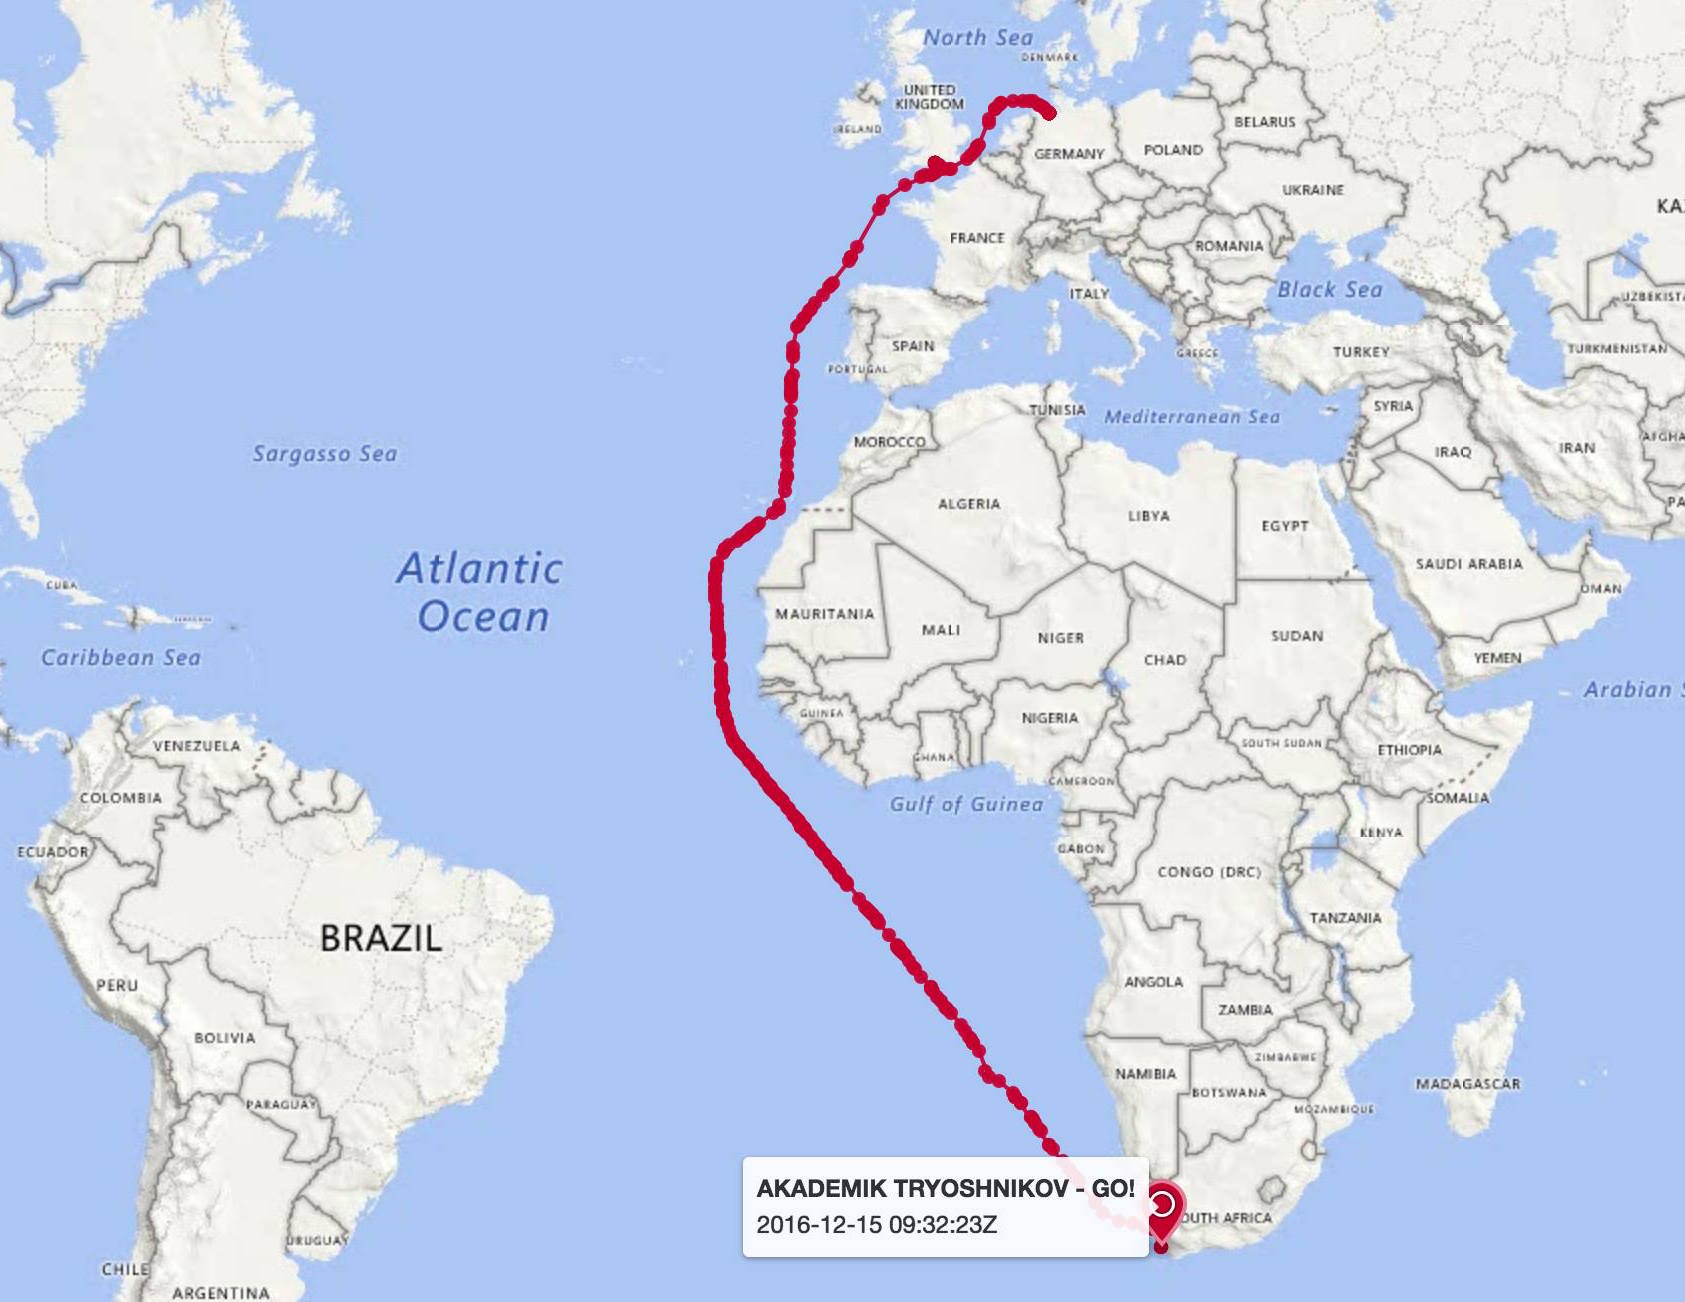 North Sea
DENMARK
UNITED
KINGDOM
IRELAND
BELARUS
GERMANY
POLAND
UKRAINE
KA
FRANCE
ROMANIA
Black Sea
ITALY
UZBEKISTA
SPAIN
PORTUGAL
GREECE
TURKEY
TURKMENISTAN
SYRIA
TUNISIA
Mediterranean Sea
MOROCCO
IRAQ
IRAN
AFGHA
Sargasso Sea
ALGERIA
LIBYA
EGYPT
PA
Atlantic
Ocean
SAUDI ARABIA
OMAN
CUBA
MAURITANIA
MALI
NIGER
SUDAN
CHAD
YEMEN
Caribbean Sea
Arabian S
GUINEA
NIGERIA
VENEZUELA
GHANA
SOUTH SUDAN
ETHIOPIA
CAMEROON
COLOMBIA
Gulf of Guinea
SOMALIA
KENYA
ECUADOR
GABON
CONGO (DRC)
TANZANIA
BRAZIL
PERU
ANGOLA
ZAMBIA
BOLIVIA
ZIMBABWE
NAMIBIA
BOTSWANA
MADAGASCAR
PARAGUAY
MOZAMBIQUE
AKADEMIK TRYOSHNIKOV - GO!
2016-12-15 09:32:23Z
OUTH AFRICA
URUGUAY
CHILE
ARGENTINA